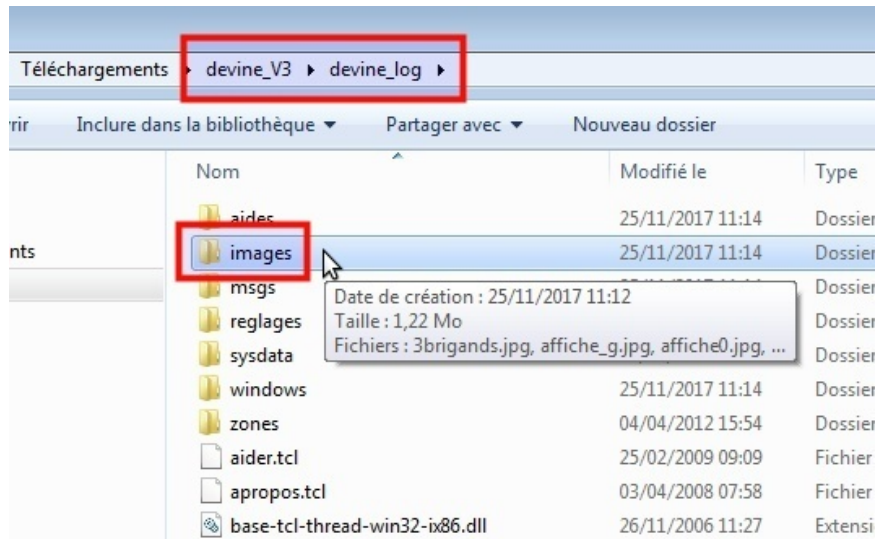 Téléchargements ▸ devine_V3 ▸ devine_log ▸
Inclure dans la bibliothèque ▼ Partager avec ▼ Nouveau dossier
Nom Modifié le Type
aides 25/11/2017 11:14 Dossier
images 25/11/2017 11:14 Dossier
msgs Dossier
Date de création : 25/11/2017 11:12
reglages Dossier
Taille : 1,22 Mo
Fichiers : 3brigands.jpg, affiche_g.jpg, affiche0.jpg, ...
sysdata Dossier
windows 25/11/2017 11:14 Dossier
zones 04/04/2012 15:54 Dossier
aider.tcl 25/02/2009 09:09 Fichier
apropos.tcl 03/04/2008 07:58 Fichier
base-tcl-thread-win32-ix86.dll 26/11/2006 11:27 Extensi